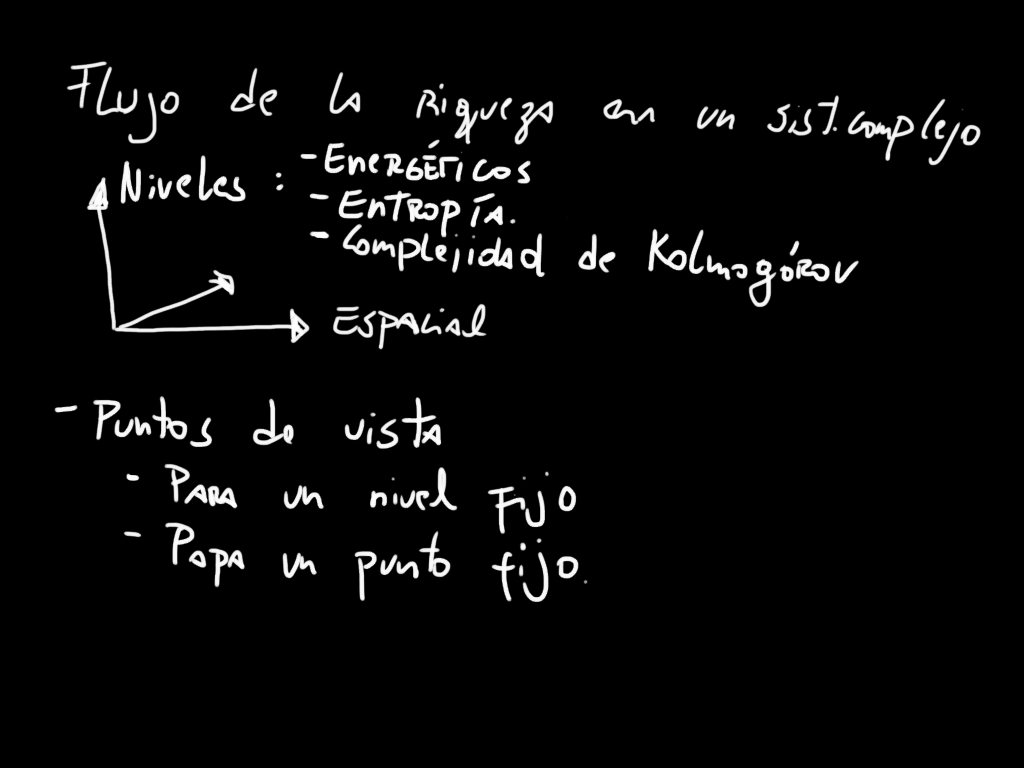 Flujo de la Riqueza en un sist. complejo
Niveles : - Energéticos
- Entropía.
- Complejidad de Kolmogórov
Espacial
- Puntos de vista
- Para un nivel Fijo
- Papa un punto fijo.